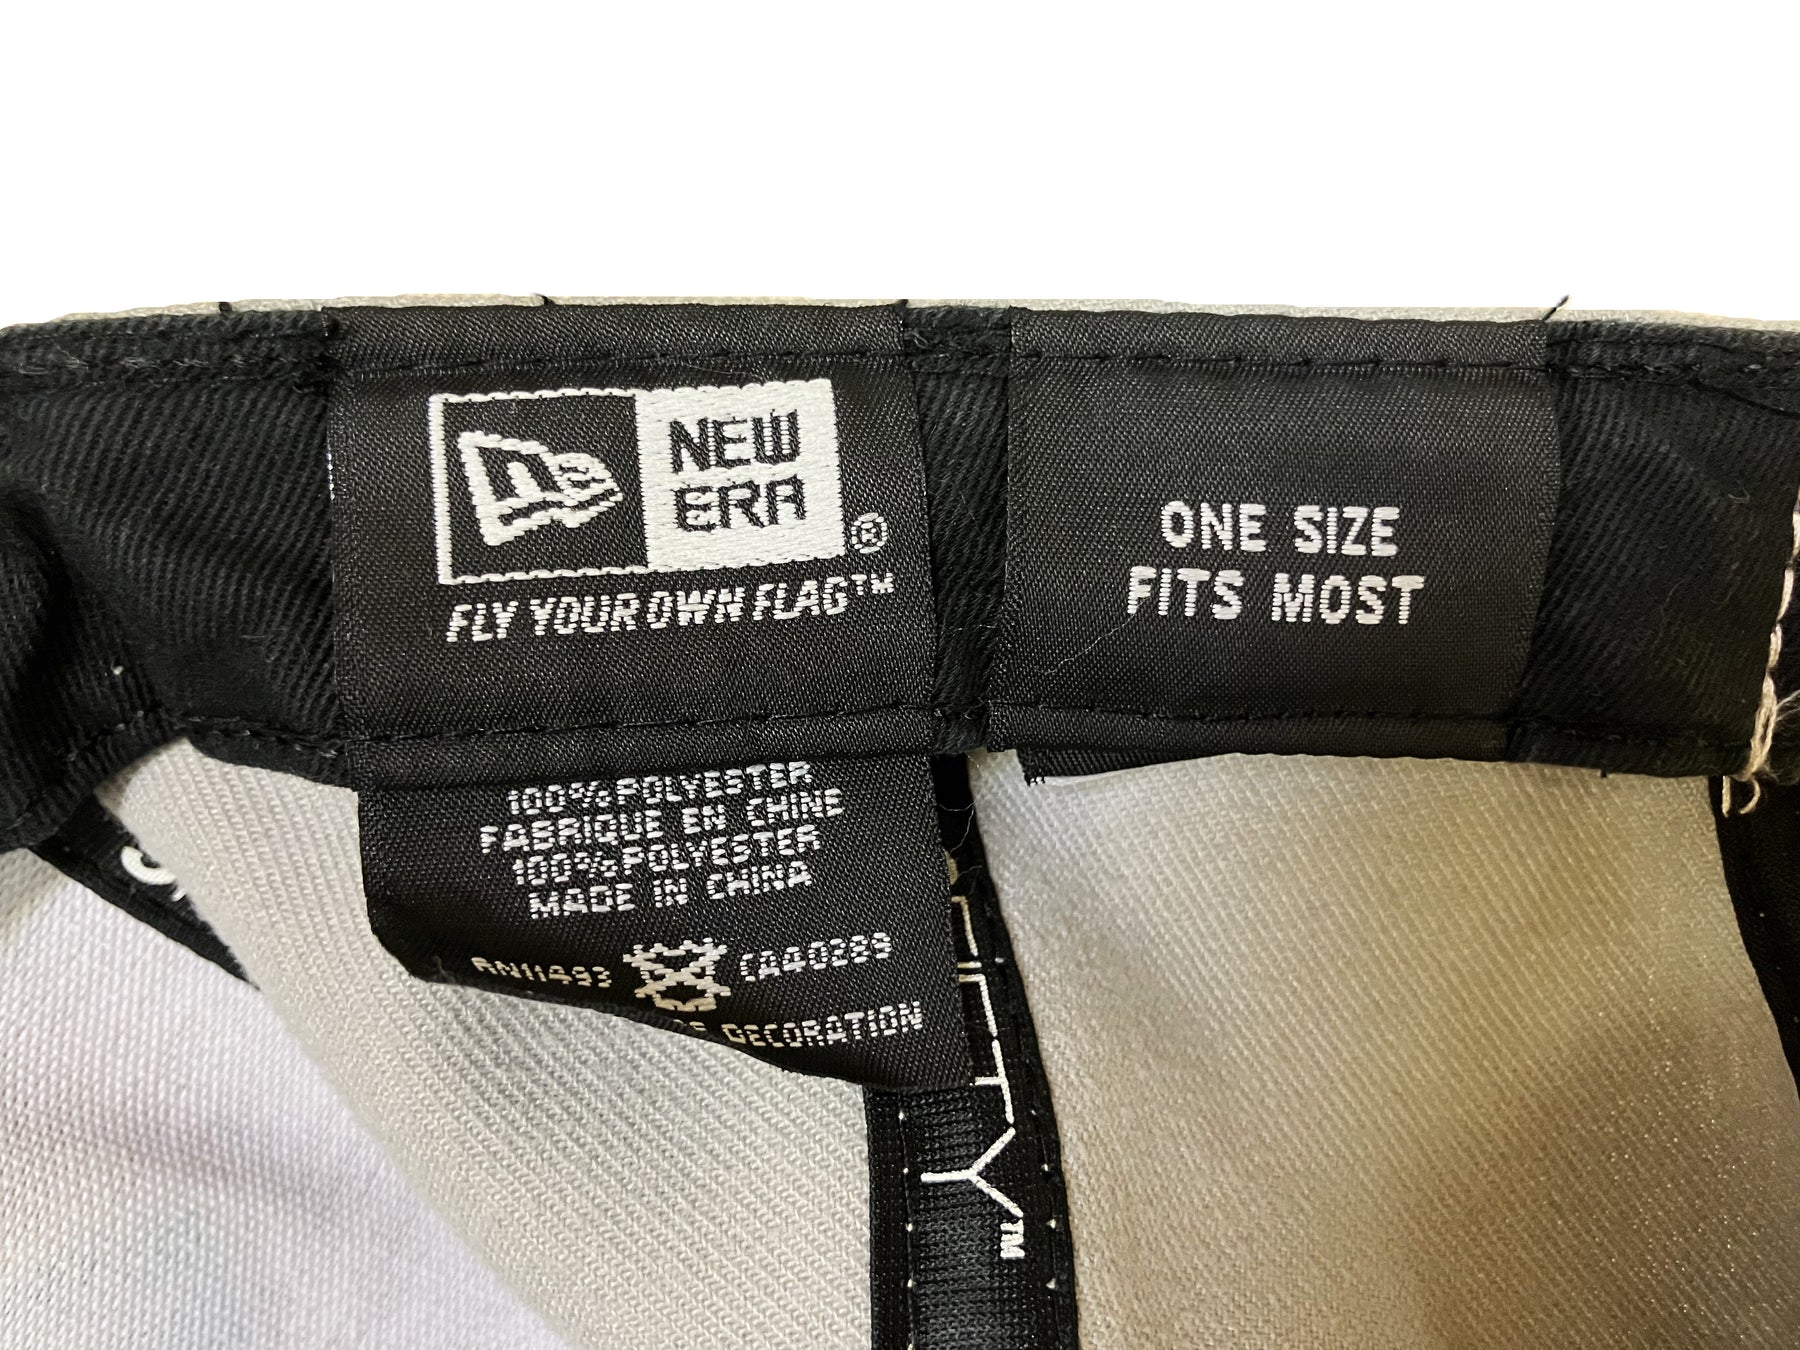 NEW
ERA®
FLY YOUR OWN FLAG™
ONE SIZE
FITS MOST
100%POLYESTER
FABRIQUE EN CHINE
100%POLYESTER
MADE IN CHINA
RN11493 CA40289
DECORATION
FIFTY™